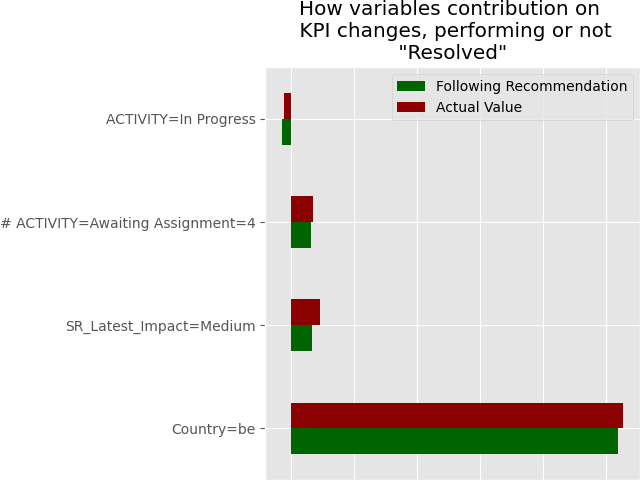 How variables contribution on
KPI changes, performing or not
"Resolved"
Following Recommendation
Actual Value
ACTIVITY=In Progress
# ACTIVITY=Awaiting Assignment=4
SR_Latest_Impact=Medium
Country=be